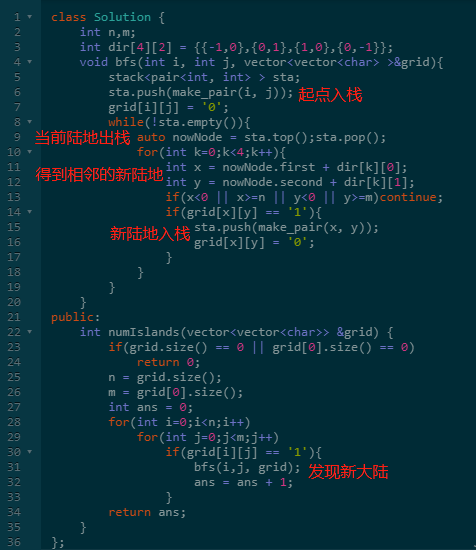 1 class Solution {
2     int n,m;
3     int dir[4][2] = {{-1,0},{0,1},{1,0},{0,-1}};
4     void bfs(int i, int j, vector<vector<char> >&grid){
5         stack<pair<int, int> > sta;
6         sta.push(make_pair(i, j)); 起点入栈
7         grid[i][j] = '0';
8         while(!sta.empty()){
9 当前陆地出栈 auto nowNode = sta.top();sta.pop();
10             for(int k=0;k<4;k++){
11 得到相邻的新陆地 int x = nowNode.first + dir[k][0];
12                 int y = nowNode.second + dir[k][1];
13                 if(x<0 || x>=n || y<0 || y>=m)continue;
14                 if(grid[x][y] == '1'){
15 新陆地入栈 sta.push(make_pair(x, y));
16                     grid[x][y] = '0';
17                 }
18             }
19         }
20     }
21 public:
22     int numIslands(vector<vector<char>> &grid) {
23         if(grid.size() == 0 || grid[0].size() == 0)
24             return 0;
25         n = grid.size();
26         m = grid[0].size();
27         int ans = 0;
28         for(int i=0;i<n;i++)
29             for(int j=0;j<m;j++)
30                 if(grid[i][j] == '1'){
31                     bfs(i,j, grid); 发现新大陆
32                     ans = ans + 1;
33                 }
34         return ans;
35     }
36 };